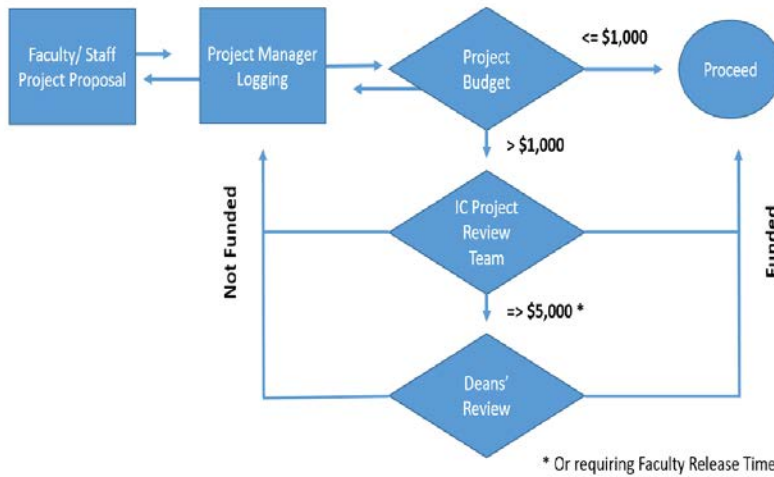 Faculty/ Staff
Project Proposal
Project Manager
Logging
Project
Budget
<= $1,000
Proceed
> $1,000
IC Project
Review
Team
Not Funded
Funded
=> $5,000 *
Deans'
Review
* Or requiring Faculty Release Time